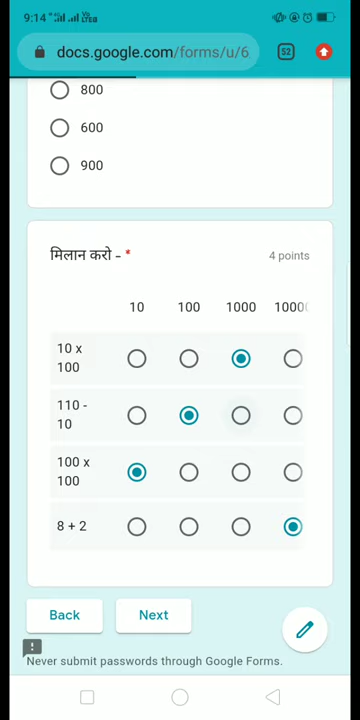 9:14
docs.google.com/forms/u/6
52
800
600
900
मिलान करो - *
4 points
10 100 1000
10 x
100
110 -
10
100 x
100
8 + 2
Back Next
Never submit passwords through Google Forms.